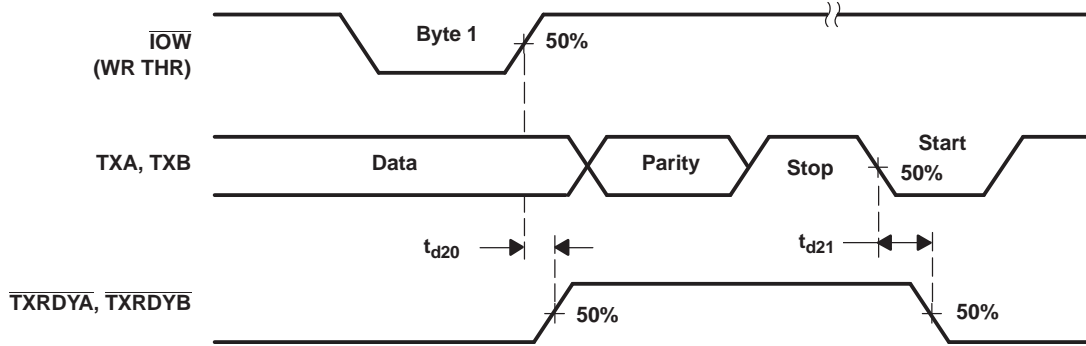 Byte 1
IOW
(WR THR)
50%
TXA, TXB
Data
Parity
Stop
Start
50%
td20
td21
TXRDYA, TXRDYB
50%
50%